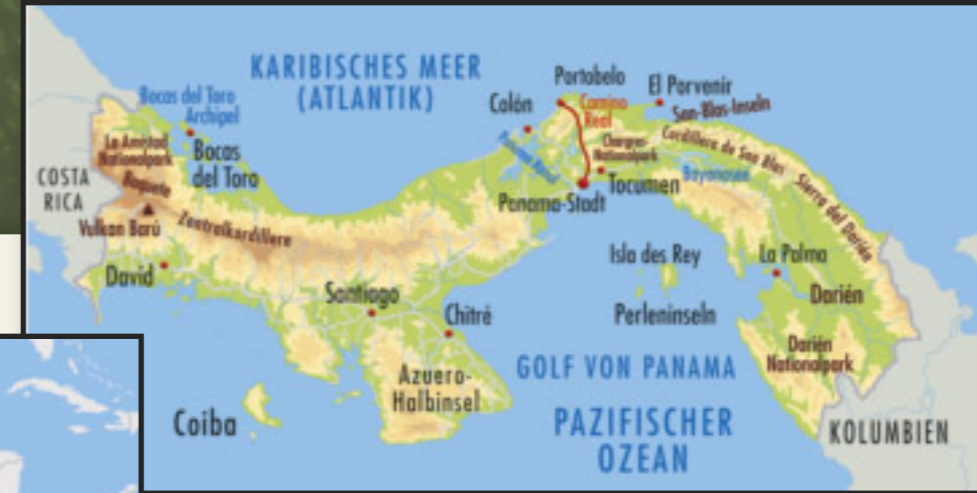 KARIBISCHES MEER
(ATLANTIK)
Portobelo
El Porvenir
San-Blas-Inseln
Colón
Camino
Real
Bocas del Toro
Archipel
La Amistad
Nationalpark
Bocas
del Toro
COSTA
RICA
Boquete
Vulkan Barú
Zentralkordillere
Chagres-
Nationalpark
Cordillera de San Blas
Sierra del Darién
Tocumen
Bayanosee
Panama-Stadt
David
Isla des Rey
La Palma
Santiago
Chitré
Perleninseln
Darién
Darién
Nationalpark
Azuero-
Halbinsel
GOLF VON PANAMA
Coiba
PAZIFISCHER
OZEAN
KOLUMBIEN